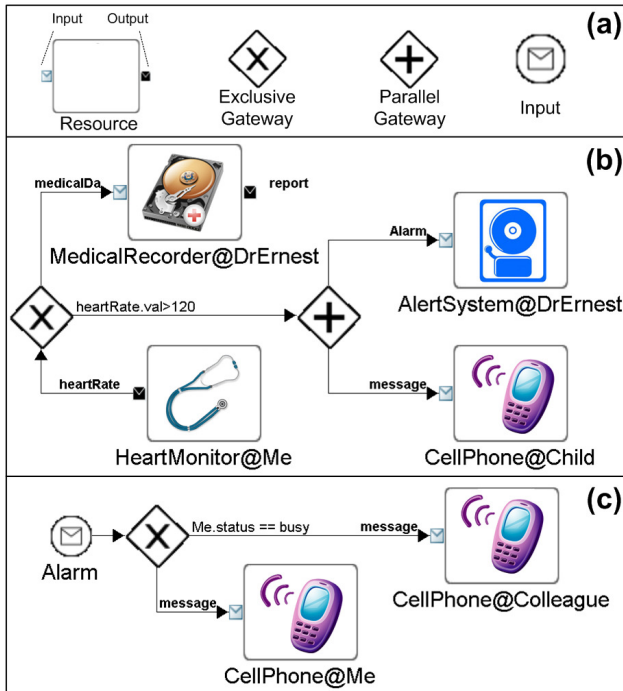 (a)
Input
Output
Resource
Exclusive
Gateway
Parallel
Gateway
Input
(b)
medicalDa
report
MedicalRecorder@DrErnest
Alarm
AlertSystem@DrErnest
heartRate.val>120
heartRate
HeartMonitor@Me
message
CellPhone@Child
(c)
Alarm
Me.status == busy
message
CellPhone@Colleague
message
CellPhone@Me